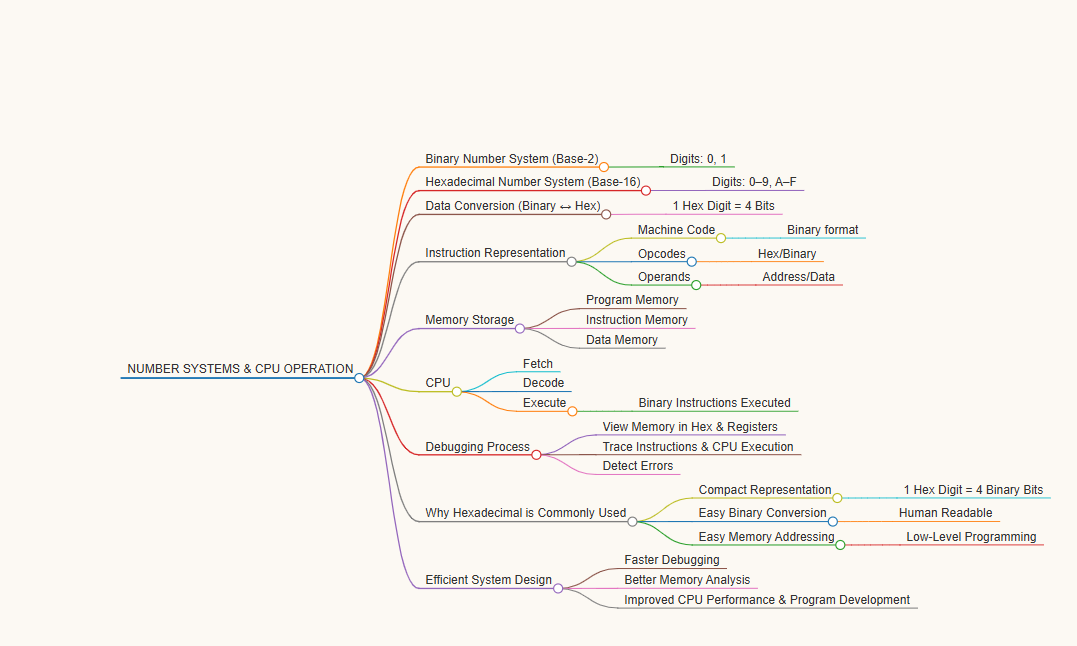 Binary Number System (Base-2)
Digits: 0, 1
Hexadecimal Number System (Base-16)
Digits: 0–9, A–F
Data Conversion (Binary ↔ Hex)
1 Hex Digit = 4 Bits
Instruction Representation
Machine Code
Binary format
Opcodes
Hex/Binary
Operands
Address/Data
Memory Storage
Program Memory
Instruction Memory
Data Memory
NUMBER SYSTEMS & CPU OPERATION
CPU
Fetch
Decode
Execute
Binary Instructions Executed
Debugging Process
View Memory in Hex & Registers
Trace Instructions & CPU Execution
Detect Errors
Why Hexadecimal is Commonly Used
Compact Representation
1 Hex Digit = 4 Binary Bits
Easy Binary Conversion
Human Readable
Easy Memory Addressing
Low-Level Programming
Efficient System Design
Faster Debugging
Better Memory Analysis
Improved CPU Performance & Program Development